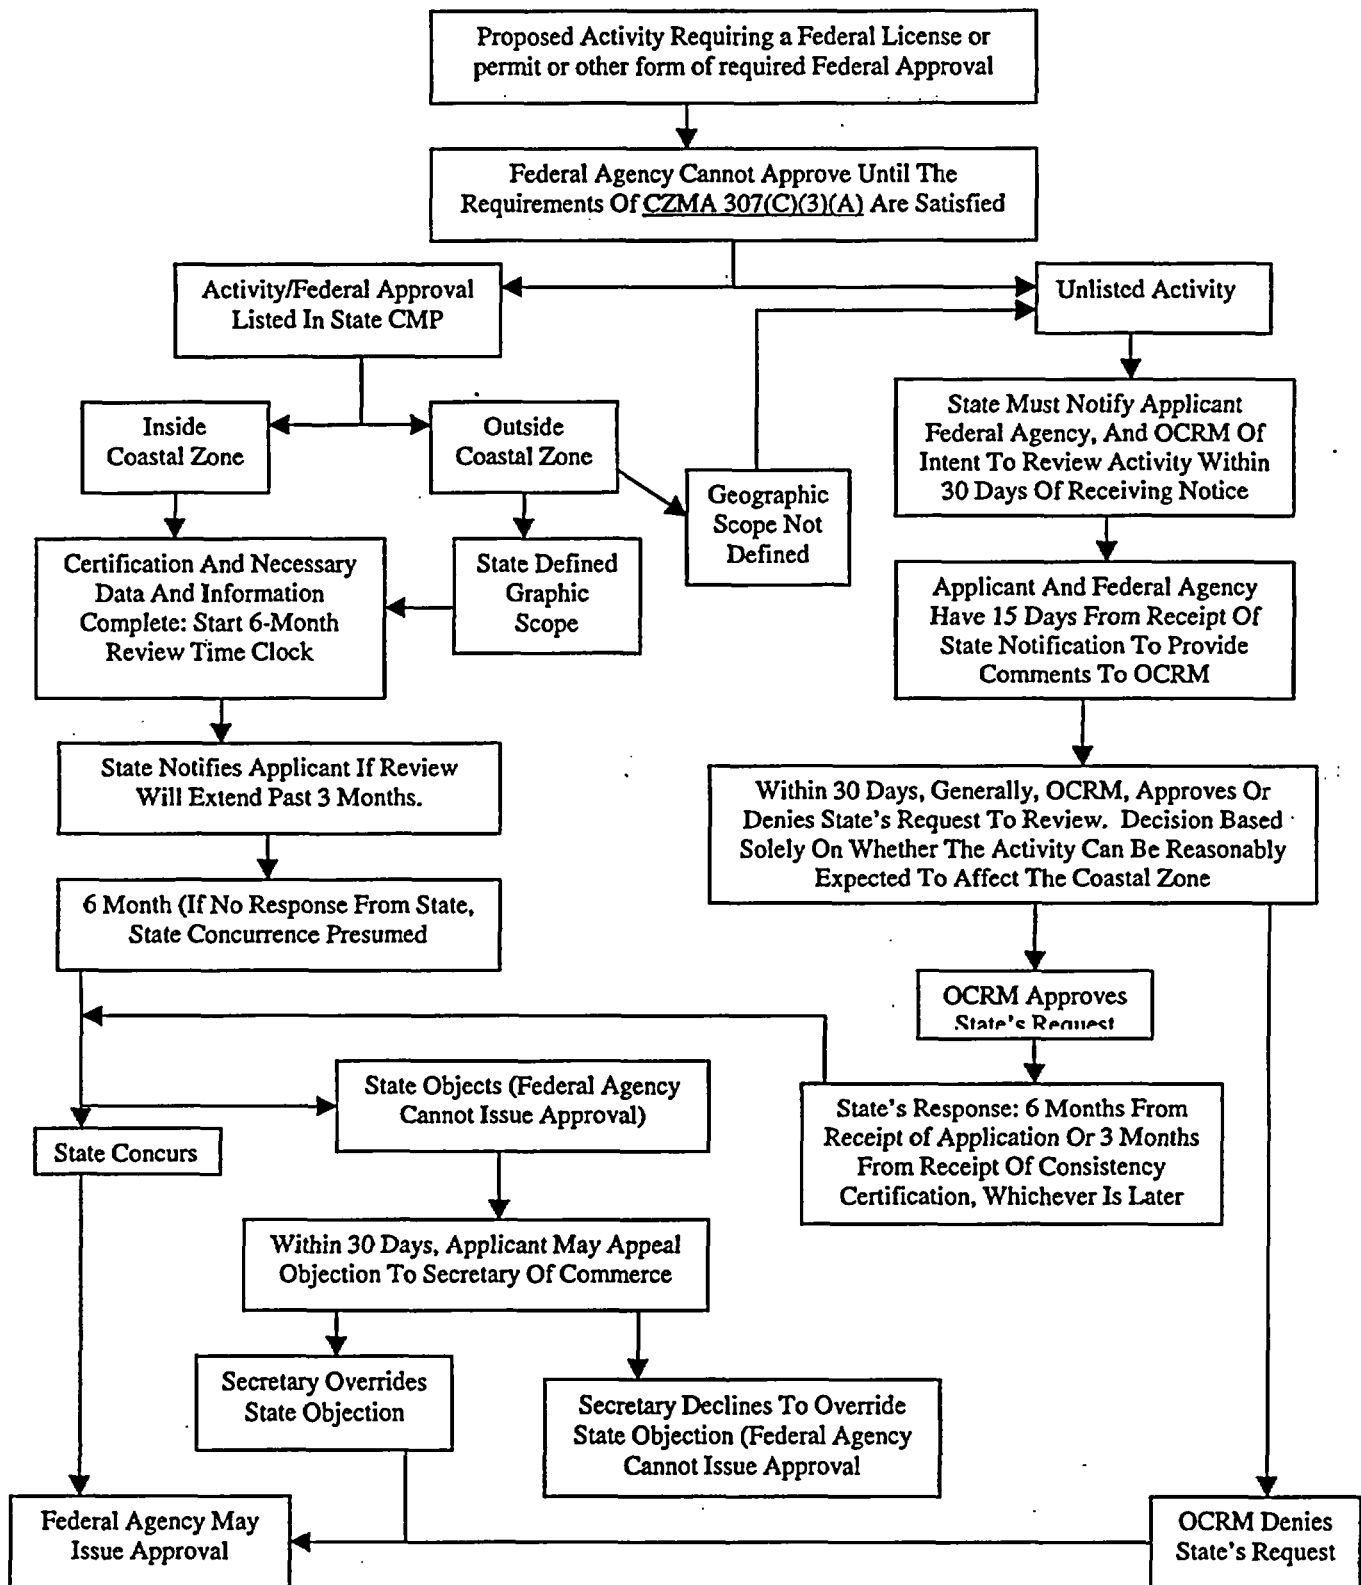 Proposed Activity Requiring a Federal License or
permit or other form of required Federal Approval
Federal Agency Cannot Approve Until The
Requirements Of CZMA 307(C)(3)(A) Are Satisfied
Activity/Federal Approval
Listed In State CMP
Unlisted Activity
Inside
Coastal Zone
Outside
Coastal Zone
State Must Notify Applicant
Federal Agency, And OCRM Of
Intent To Review Activity Within
30 Days Of Receiving Notice
Geographic
Scope Not
Defined
Certification And Necessary
Data And Information
Complete: Start 6-Month
Review Time Clock
State Defined
Graphic
Scope
Applicant And Federal Agency
Have 15 Days From Receipt Of
State Notification To Provide
Comments To OCRM
State Notifies Applicant If Review
Will Extend Past 3 Months.
Within 30 Days, Generally, OCRM, Approves Or
Denies State's Request To Review. Decision Based
Solely On Whether The Activity Can Be Reasonably
Expected To Affect The Coastal Zone
6 Month (If No Response From State,
State Concurrence Presumed
OCRM Approves
State's Request
State Objects (Federal Agency
Cannot Issue Approval)
State's Response: 6 Months From
Receipt of Application Or 3 Months
From Receipt Of Consistency
Certification, Whichever Is Later
State Concurs
Within 30 Days, Applicant May Appeal
Objection To Secretary Of Commerce
Secretary Overrides
State Objection
Secretary Declines To Override
State Objection (Federal Agency
Cannot Issue Approval
Federal Agency May
Issue Approval
OCRM Denies
State's Request